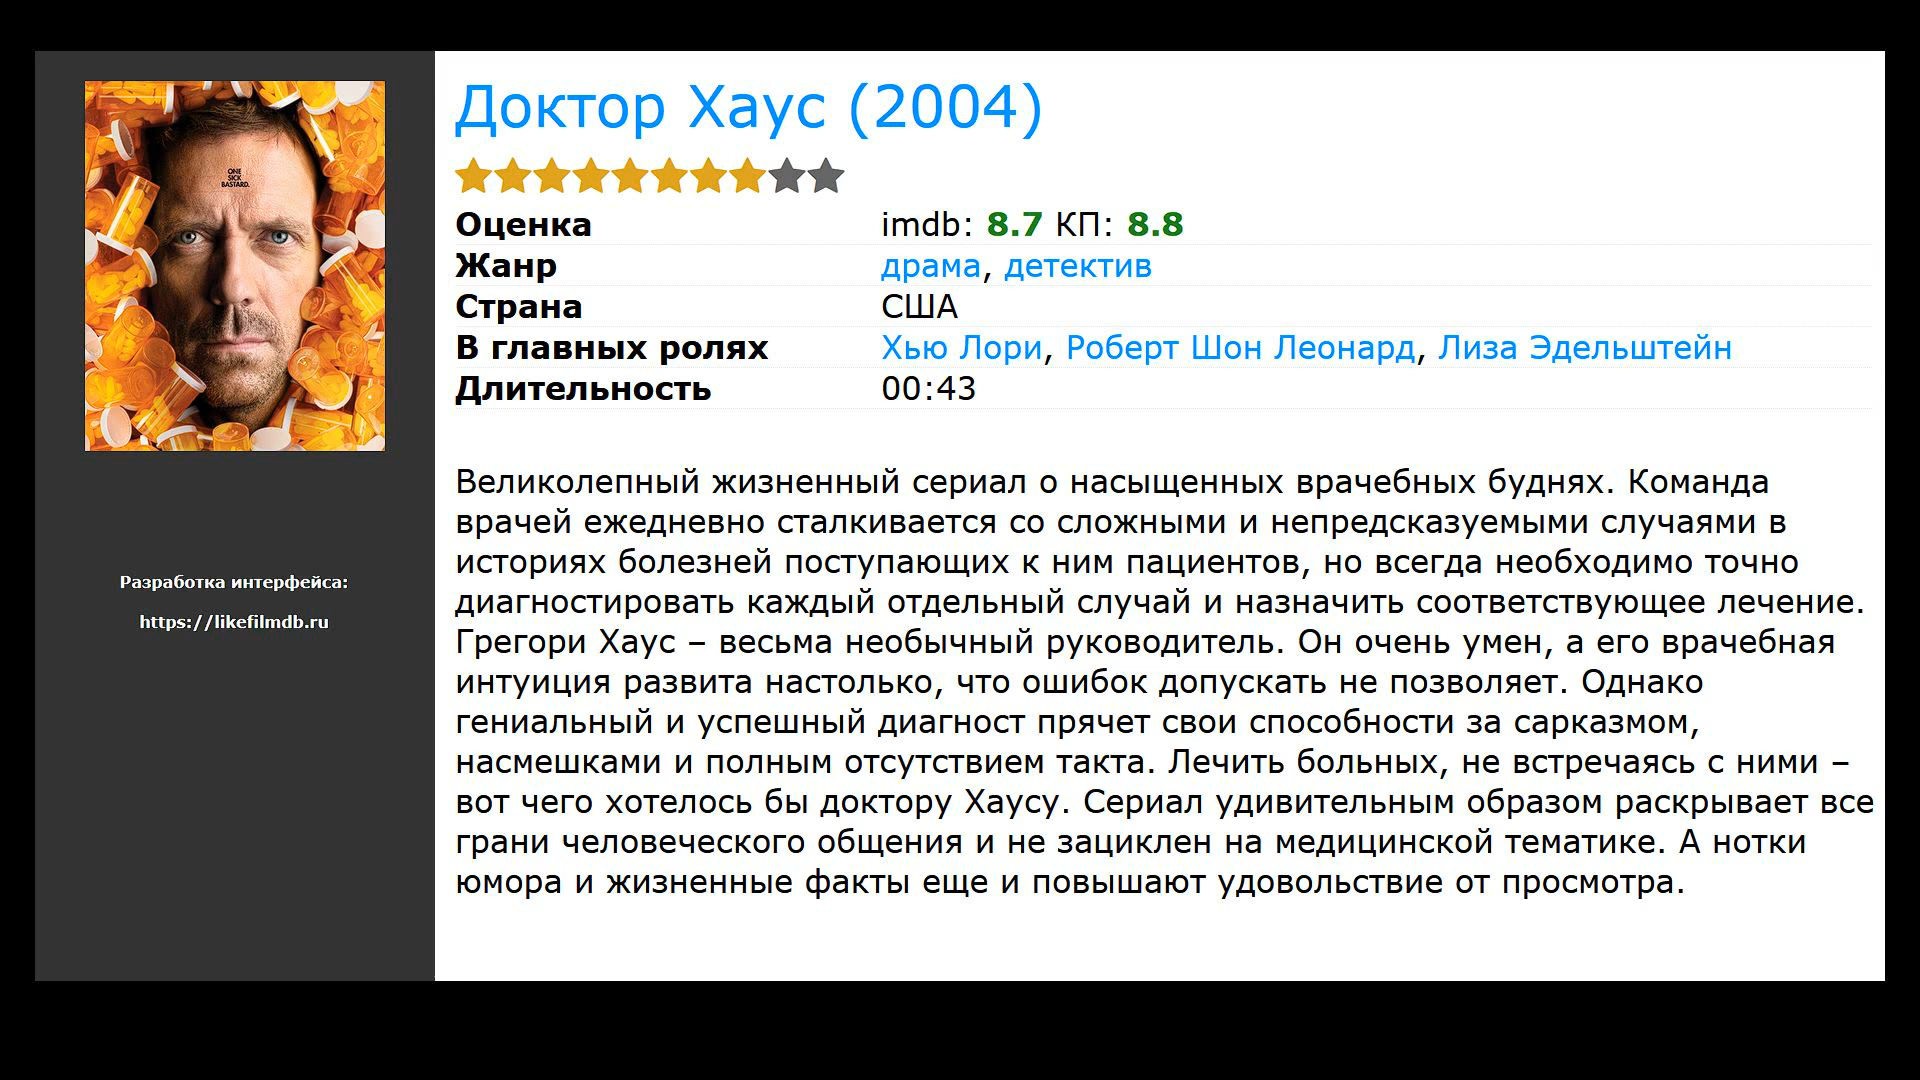 ONE
SICK
BASTARD.
Разработка интерфейса:
https://likefilmdb.ru
Доктор Хаус (2004)
Оценка imdb: 8.7 КП: 8.8
Жанр драма, детектив
Страна США
В главных ролях Хью Лори, Роберт Шон Леонард, Лиза Эдельштейн
Длительность 00:43
Великолепный жизненный сериал о насыщенных врачебных буднях. Команда
врачей ежедневно сталкивается со сложными и непредсказуемыми случаями в
историях болезней поступающих к ним пациентов, но всегда необходимо точно
диагностировать каждый отдельный случай и назначить соответствующее лечение.
Грегори Хаус – весьма необычный руководитель. Он очень умен, а его врачебная
интуиция развита настолько, что ошибок допускать не позволяет. Однако
гениальный и успешный диагност прячет свои способности за сарказмом,
насмешками и полным отсутствием такта. Лечить больных, не встречаясь с ними –
вот чего хотелось бы доктору Хаусу. Сериал удивительным образом раскрывает все
грани человеческого общения и не зациклен на медицинской тематике. А нотки
юмора и жизненные факты еще и повышают удовольствие от просмотра.